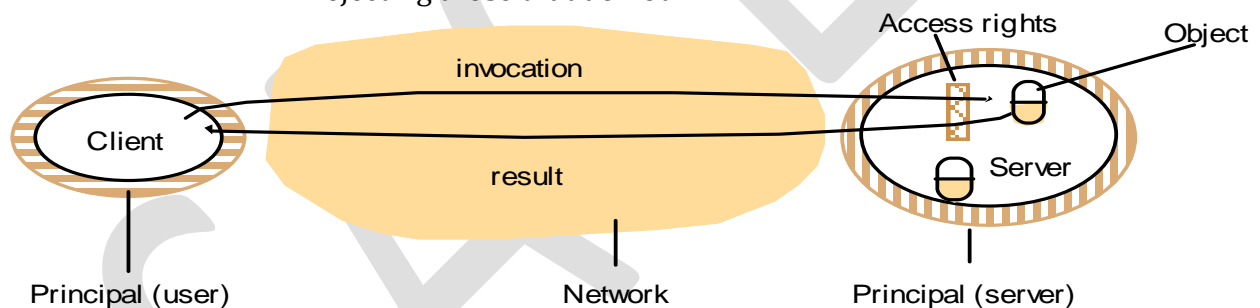 Access rights
Object
invocation
Client
result
Server
Principal (user)
Network
Principal (server)